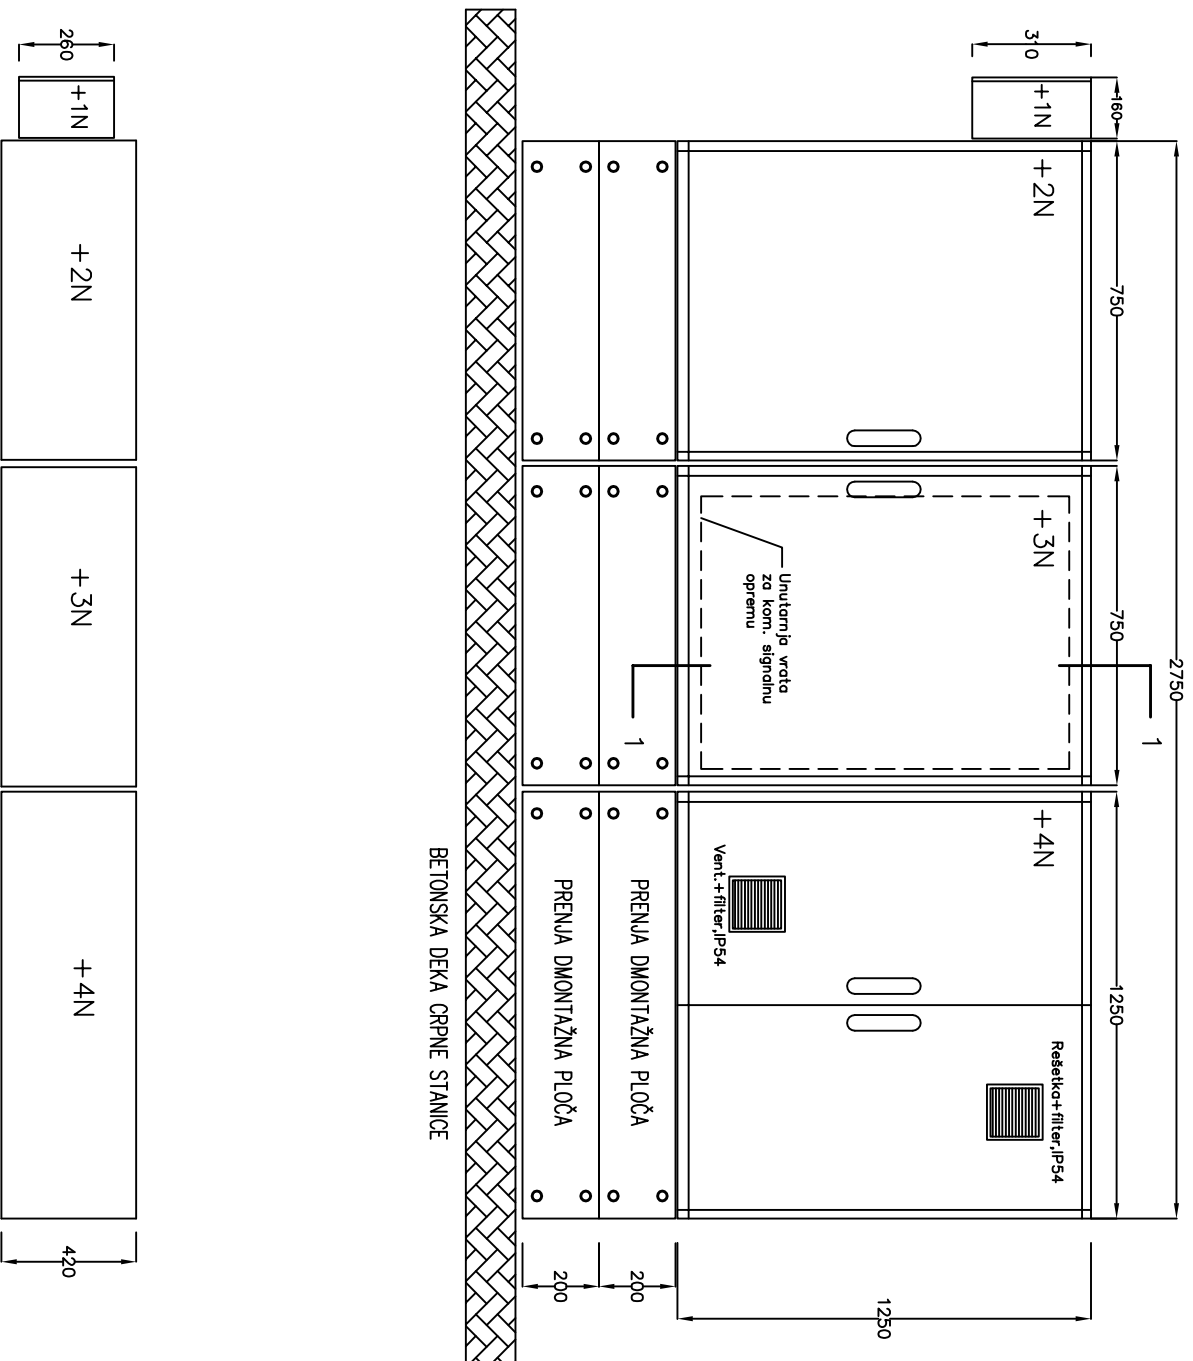 2750
160
750
750
1250
310
+1N
+2N
+3N
+4N
1
1
Rešetka+filter,IP54
Unutarnja vrata
za kom. signalnu
opremu
Vent.+filter,IP54
1250
PRENJA DMONTAŽNA PLOČA
200
PRENJA DMONTAŽNA PLOČA
200
BETONSKA DEKA CRPNE STANICE
260
+1N
+2N
+3N
+4N
420